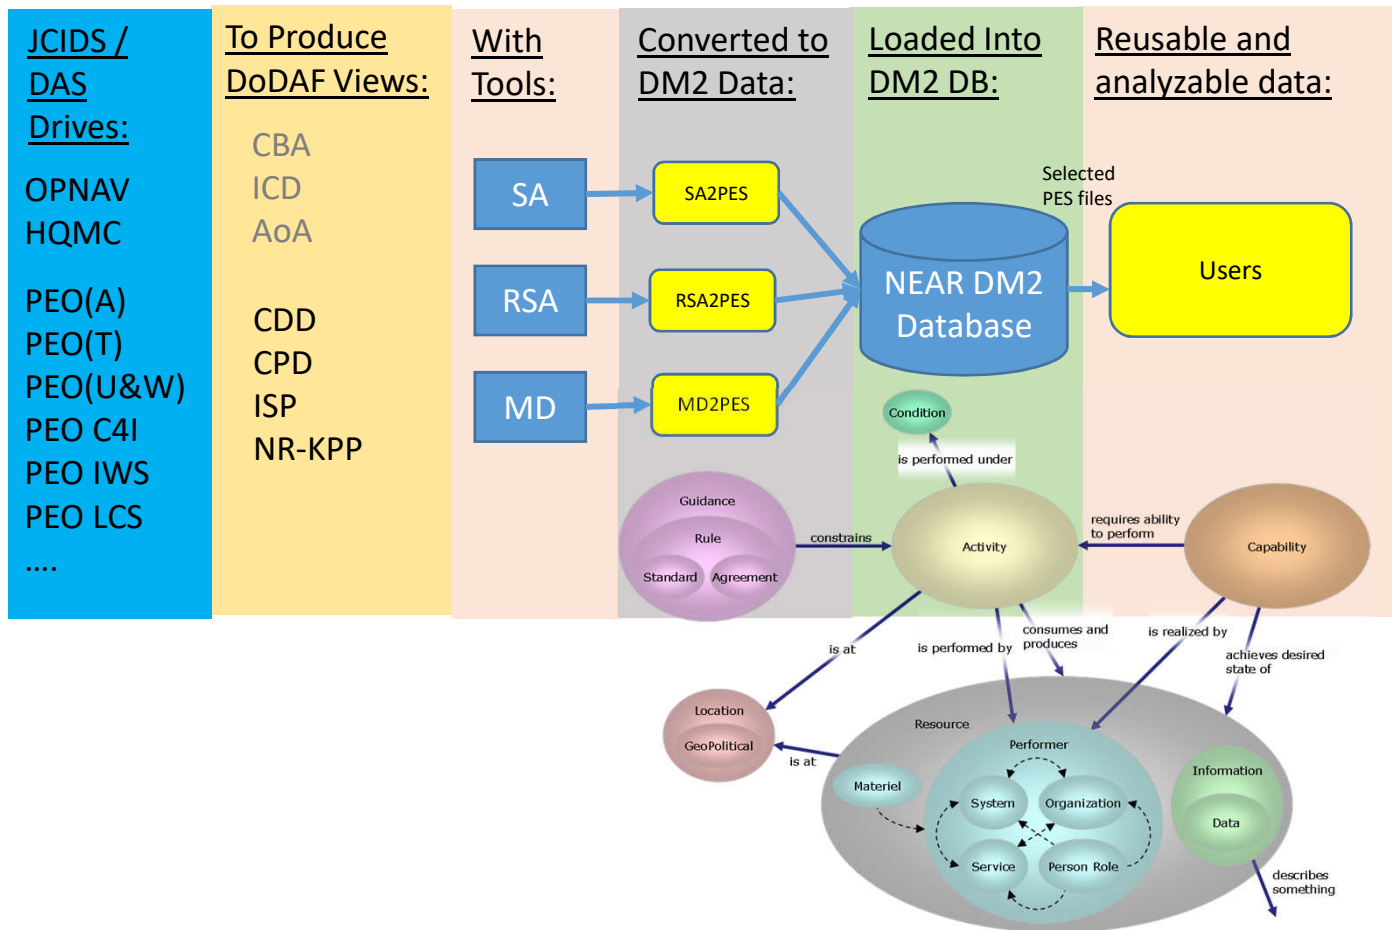 JCIDS /
DAS
Drives:
OPNAV
HQMC
PEO(A)
PEO(T)
PEO(U&W)
PEO C4I
PEO IWS
PEO LCS
....
To Produce
DoDAF Views:
CBA
ICD
AoA
CDD
CPD
ISP
NR-KPP
With
Tools:
SA
RSA
MD
Converted to
DM2 Data:
SA2PES
RSA2PES
MD2PES
Loaded Into
DM2 DB:
NEAR DM2
Database
Reusable and
analyzable data:
Selected
PES files
Users
Condition
is performed under
Guidance
Rule
Standard
Agreement
constrains
Activity
requires ability
to perform
Capability
is at
is performed by
consumes and
produces
is realized by
achieves desired
state of
Location
GeoPolitical
is at
Resource
Performer
Materiel
System
Organization
Service
Person Role
Information
Data
describes
something